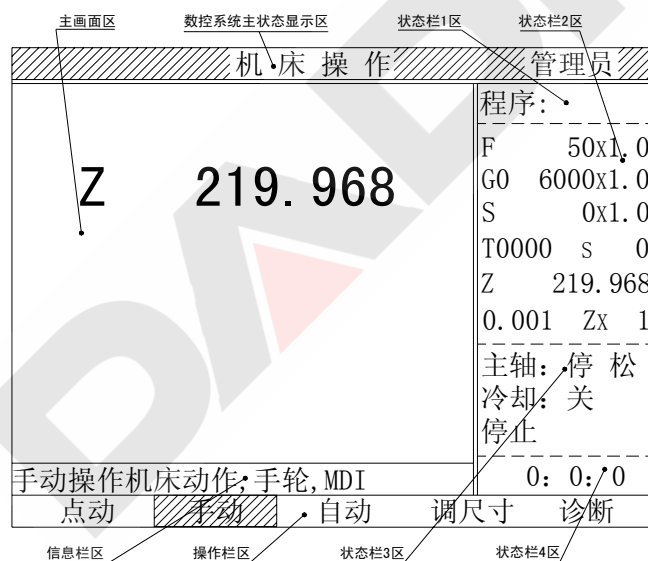 主画面区 数控系统主状态显示区 状态栏1区 状态栏2区
机床操作 管理员
程序:
F 50X1.0
G0 6000X1.0
Z 219.968
S 0X1.0
T0000 S 0
Z 219.968
0.001 ZX 1
主轴: 停 松
冷却: 关
停止
手动操作机床动作,手轮,MDI 0: 0: 0
点动 手动 自动 调尺寸 诊断
信息栏区 操作栏区 状态栏3区 状态栏4区
DADI